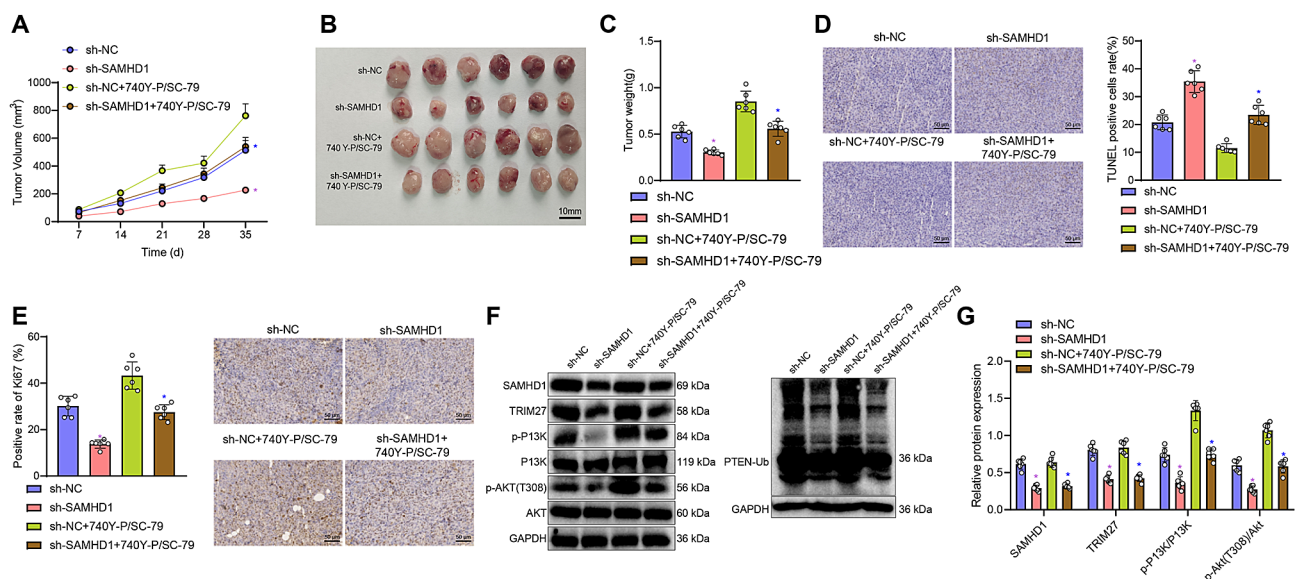 A
sh-NC
sh-SAMHD1
sh-NC+740Y-P/SC-79
sh-SAMHD1+740Y-P/SC-79
Tumor Volume (mm³)
1000
800
600
400
200
0
7 14 21 28 35
Time (d)
*
*
B
sh-NC
sh-SAMHD1
sh-NC+
740 Y-P/SC-79
sh-SAMHD1+
740 Y-P/SC-79
10mm
C
Tumor weight(g)
1.5
1.0
0.5
0.0
*
*
sh-NC
sh-SAMHD1
sh-NC+740Y-P/SC-79
sh-SAMHD1+740Y-P/SC-79
D
sh-NC
sh-SAMHD1
50 μm
50 μm
sh-NC+740Y-P/SC-79
sh-SAMHD1+
740Y-P/SC-79
50 μm
50 μm
TUNEL positive cells rate(%)
50
40
30
20
10
0
*
*
sh-NC
sh-SAMHD1
sh-NC+740Y-P/SC-79
sh-SAMHD1+740Y-P/SC-79
E
Positive rate of Ki67 (%)
60
40
20
0
*
*
sh-NC
sh-SAMHD1
sh-NC+740Y-P/SC-79
sh-SAMHD1+740Y-P/SC-79
sh-NC
sh-SAMHD1
50 μm
50 μm
sh-NC+740Y-P/SC-79
sh-SAMHD1+
740Y-P/SC-79
50 μm
50 μm
F
sh-NC
sh-SAMHD1
sh-NC+740Y-P/SC-79
sh-SAMHD1+740Y-P/SC-79
SAMHD1 69 kDa
TRIM27 58 kDa
p-P13K 84 kDa
P13K 119 kDa
p-AKT(T308) 56 kDa
AKT 60 kDa
GAPDH 36 kDa
sh-NC
sh-SAMHD1
sh-NC+740Y-P/SC-79
sh-SAMHD1+740Y-P/SC-79
PTEN-Ub 36 kDa
GAPDH 36 kDa
G
sh-NC
sh-SAMHD1
sh-NC+740Y-P/SC-79
sh-SAMHD1+740Y-P/SC-79
Relative protein expression
2.0
1.5
1.0
0.5
0.0
* * * * * * * *
SAMHD1
TRIM27
p-P13K/P13K
p-Akt(T308)/Akt